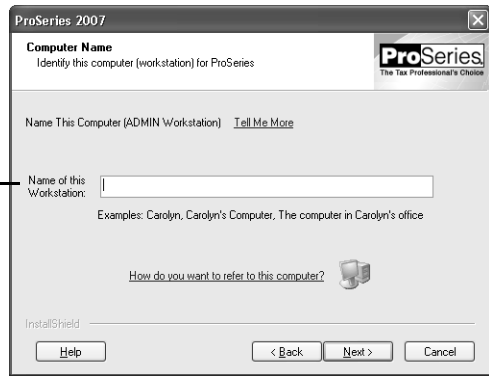 ProSeries 2007
Computer Name
Identify this computer (workstation) for ProSeries
ProSeries
The Tax Professional's Choice
Name This Computer (ADMIN Workstation) Tell Me More
Name of this
Workstation:
Examples: Carolyn, Carolyn's Computer, The computer in Carolyn's office
How do you want to refer to this computer?
InstallShield
Help < Back Next > Cancel